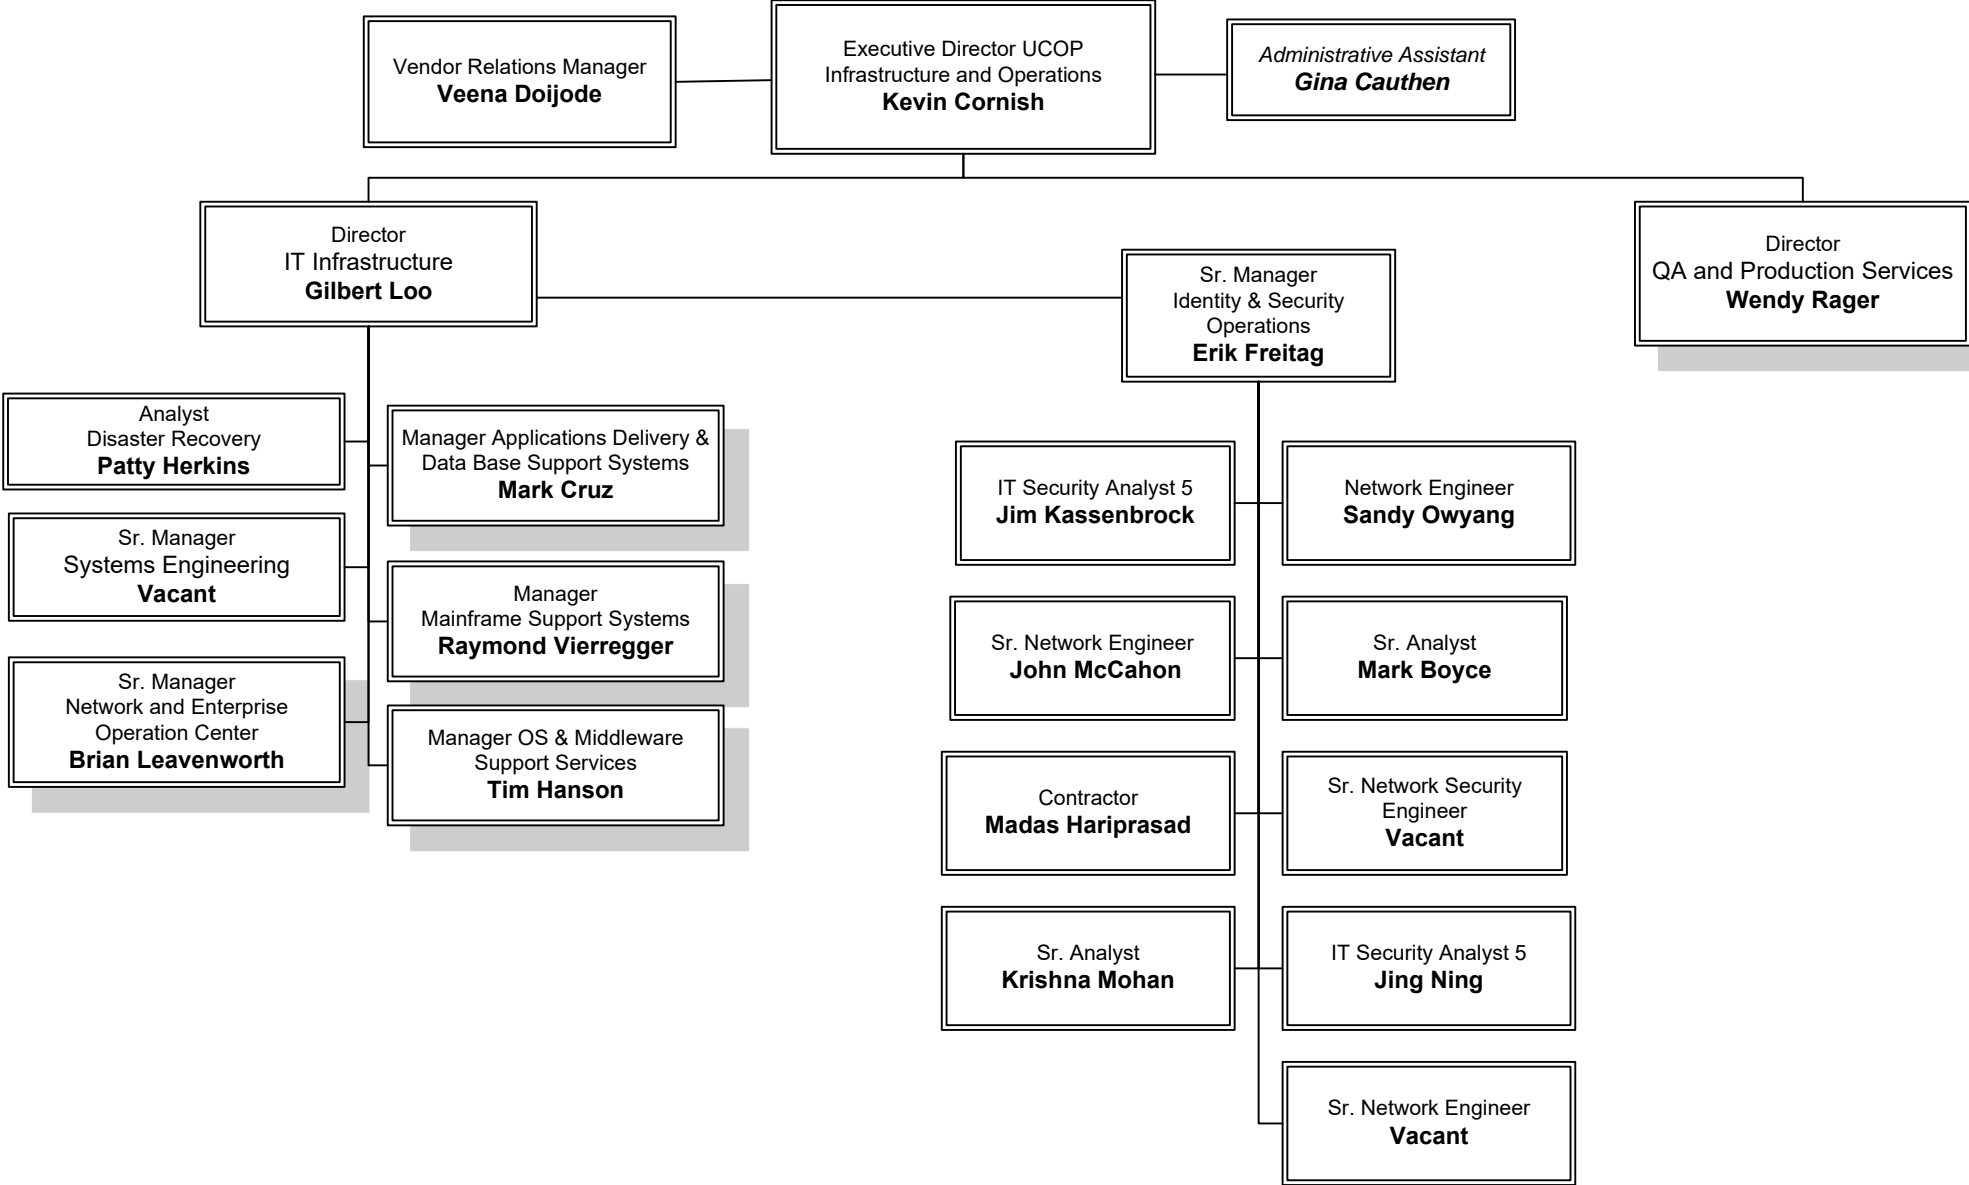 Vendor Relations Manager
Veena Doijode
Executive Director UCOP
Infrastructure and Operations
Kevin Cornish
Administrative Assistant
Gina Cauthen
Director
IT Infrastructure
Gilbert Loo
Sr. Manager
Identity & Security
Operations
Erik Freitag
Director
QA and Production Services
Wendy Rager
Analyst
Disaster Recovery
Patty Herkins
Manager Applications Delivery &
Data Base Support Systems
Mark Cruz
Sr. Manager
Systems Engineering
Vacant
Manager
Mainframe Support Systems
Raymond Vierregger
Sr. Manager
Network and Enterprise
Operation Center
Brian Leavenworth
Manager OS & Middleware
Support Services
Tim Hanson
IT Security Analyst 5
Jim Kassenbrock
Network Engineer
Sandy Owyang
Sr. Network Engineer
John McCahon
Sr. Analyst
Mark Boyce
Contractor
Madas Hariprasad
Sr. Network Security
Engineer
Vacant
Sr. Analyst
Krishna Mohan
IT Security Analyst 5
Jing Ning
Sr. Network Engineer
Vacant